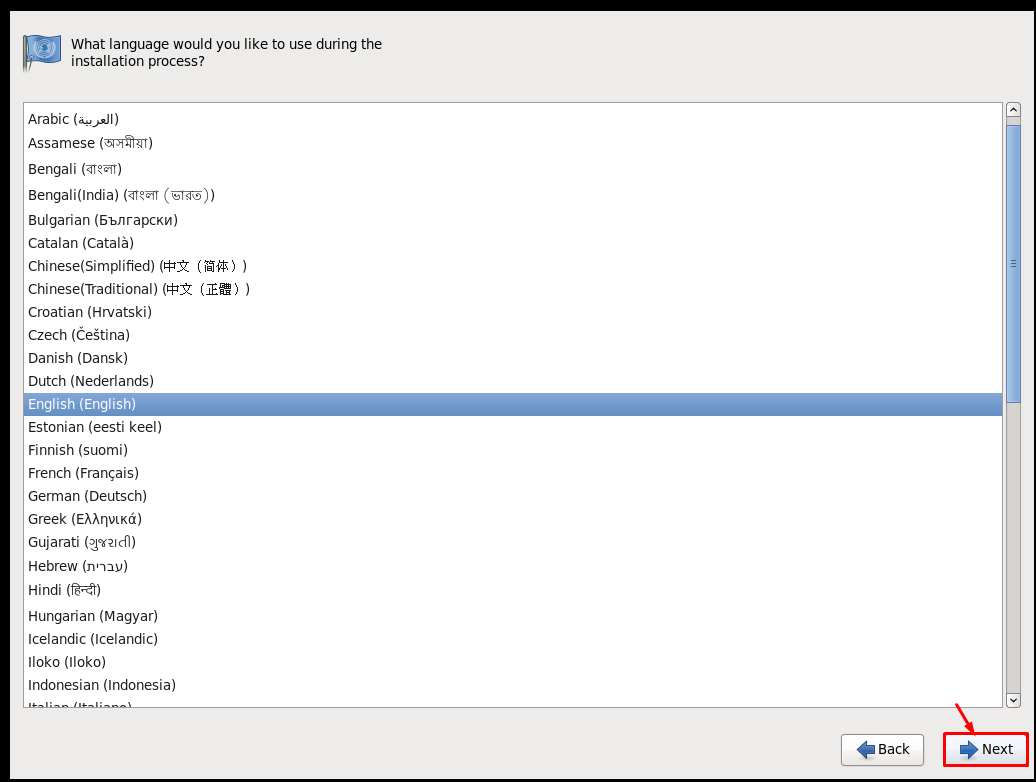 What language would you like to use during the
installation process?
Arabic (العربية)
Assamese (অসমীয়া)
Bengali (বাংলা)
Bengali(India) (বাংলা (ভারত))
Bulgarian (Български)
Catalan (Català)
Chinese(Simplified) (中文（简体）)
Chinese(Traditional) (中文（正體）)
Croatian (Hrvatski)
Czech (Čeština)
Danish (Dansk)
Dutch (Nederlands)
English (English)
Estonian (eesti keel)
Finnish (suomi)
French (Français)
German (Deutsch)
Greek (Ελληνικά)
Gujarati (ગુજરાતી)
Hebrew (עברית)
Hindi (हिन्दी)
Hungarian (Magyar)
Icelandic (Icelandic)
Iloko (Iloko)
Indonesian (Indonesia)
Italian (Italiano)
Back
Next